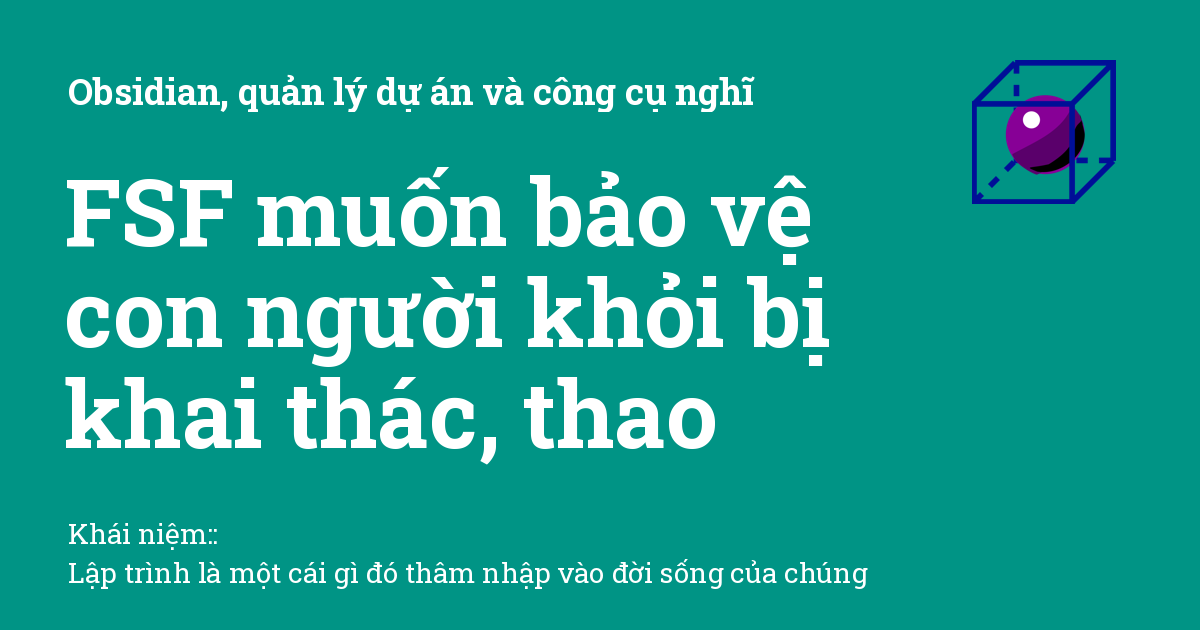 Obsidian, quản lý dự án và công cụ nghĩ
FSF muốn bảo vệ
con người khỏi bị
khai thác, thao
Khái niệm::
Lập trình là một cái gì đó thâm nhập vào đời sống của chúng